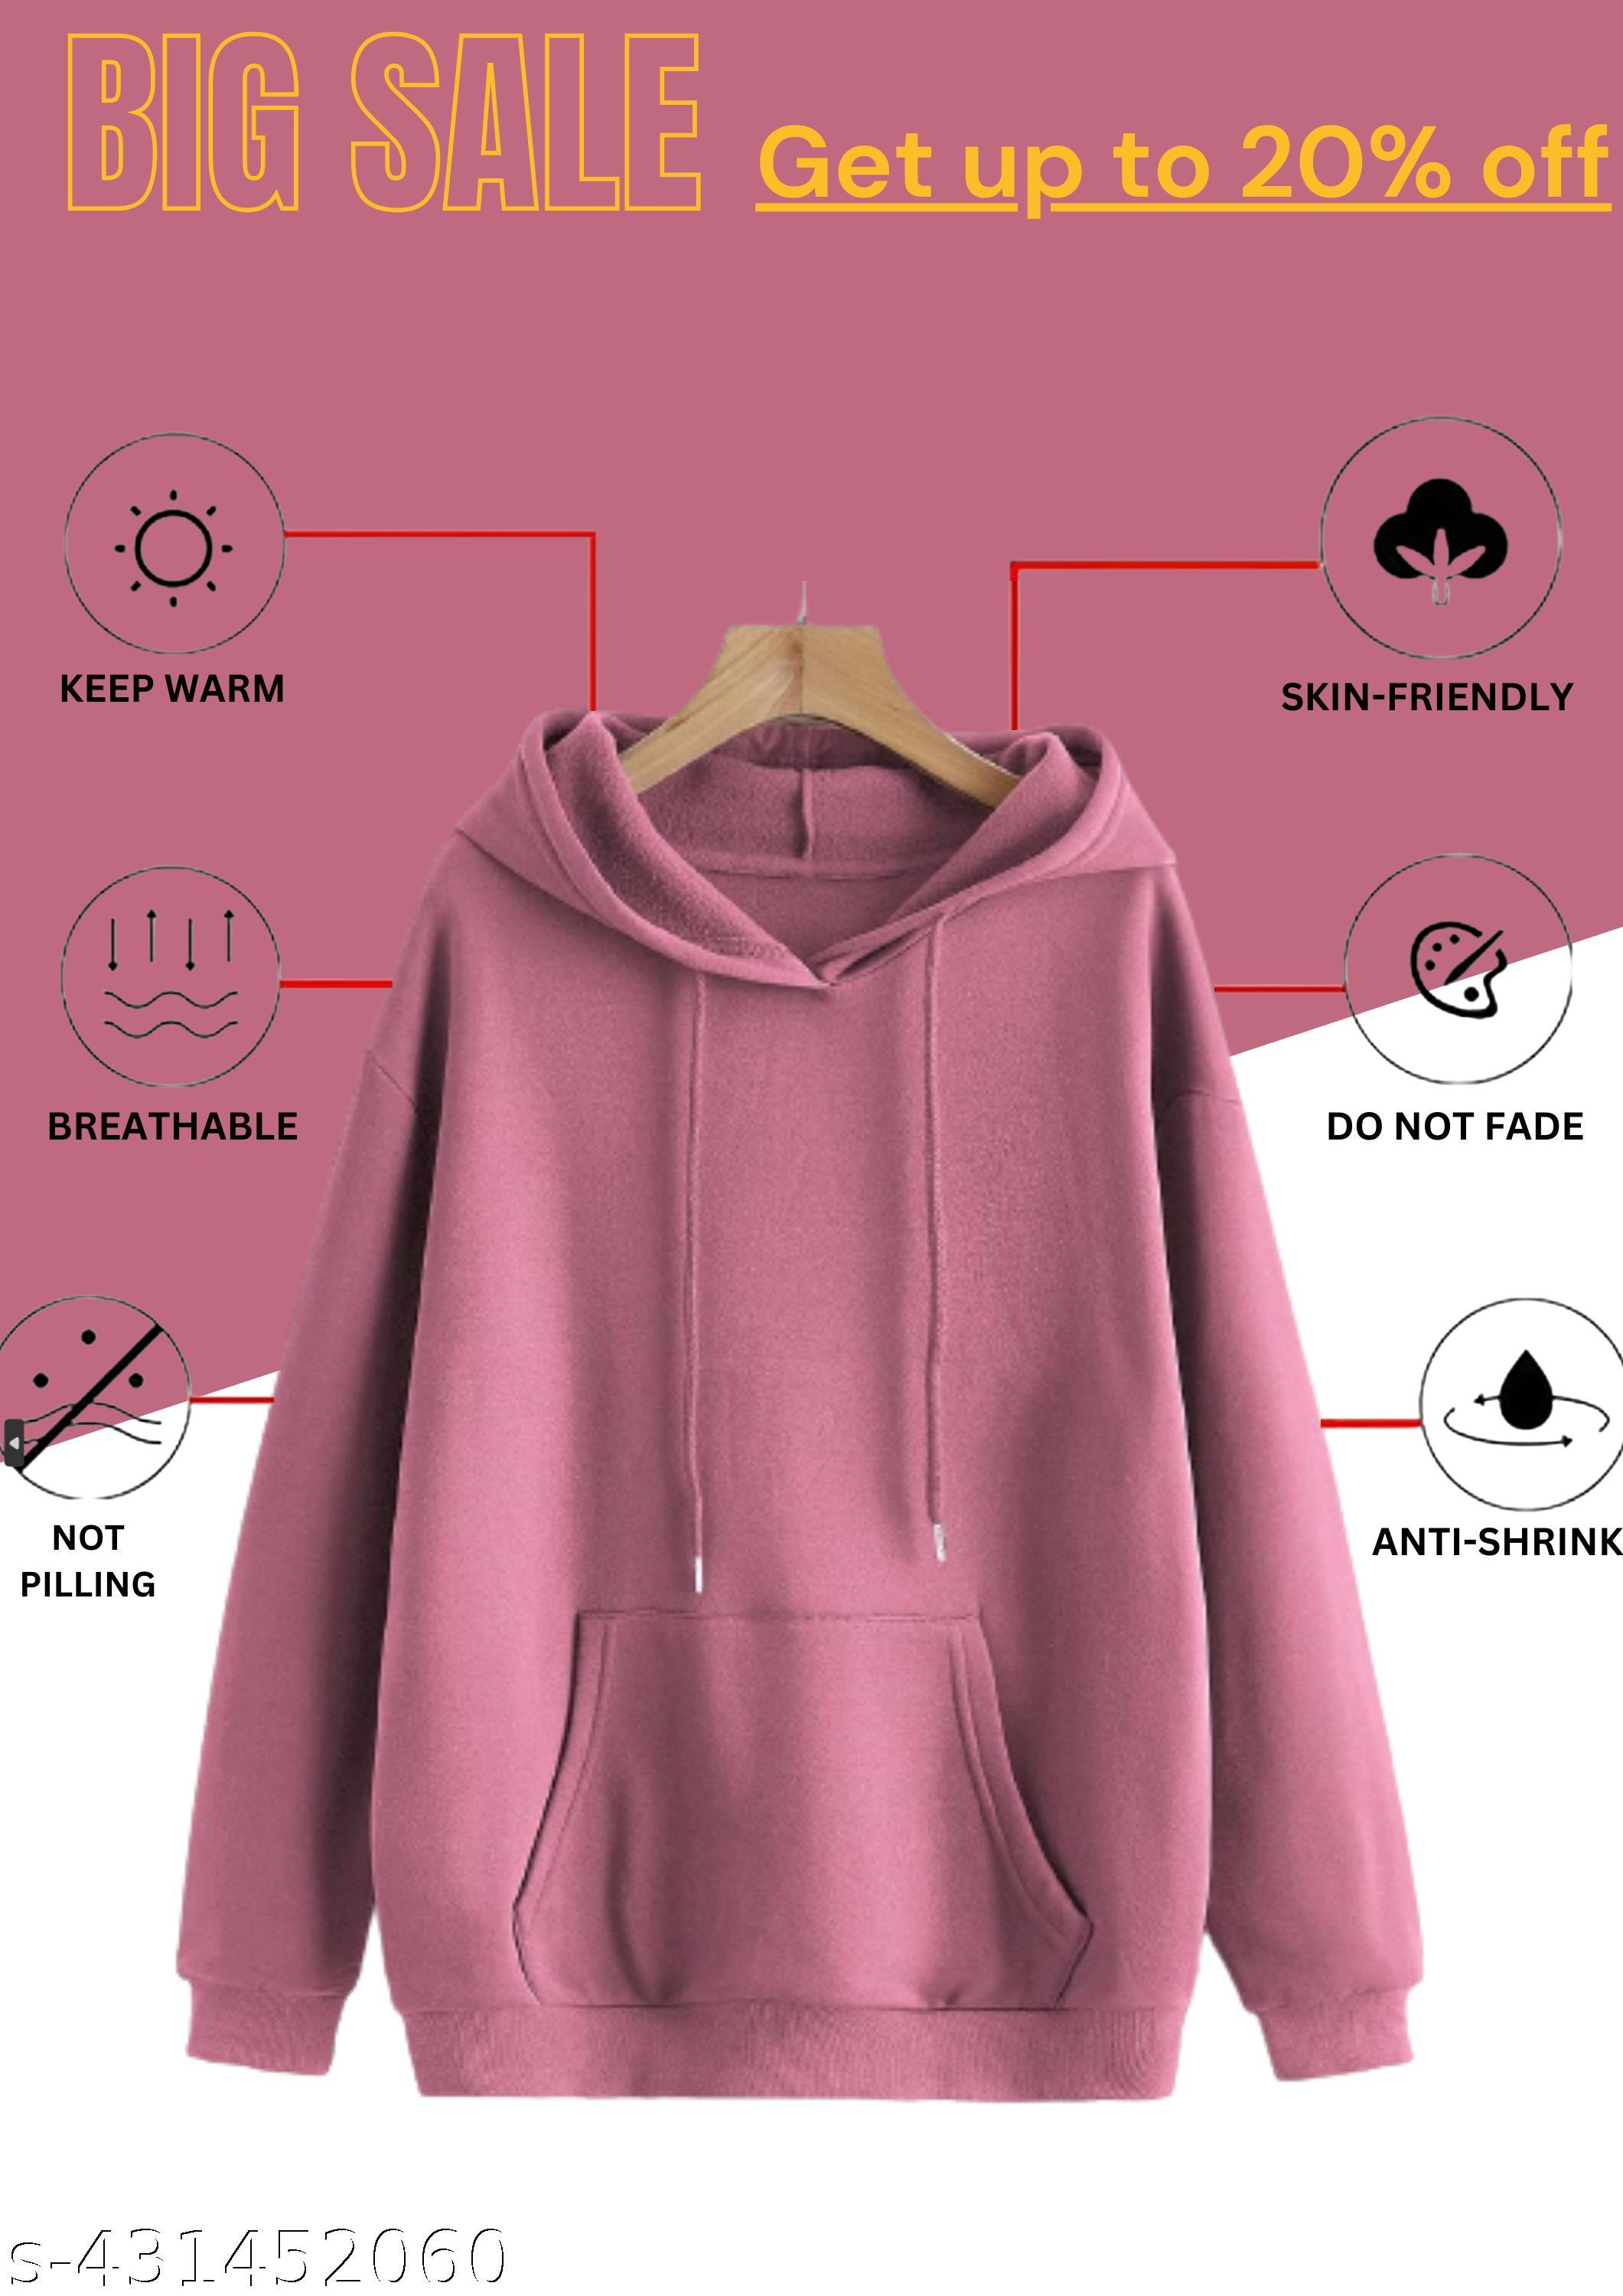 BIG SALE
Get up to 20% off
KEEP WARM
SKIN-FRIENDLY
BREATHABLE
DO NOT FADE
NOT
PILLING
ANTI-SHRINK
s-431452060